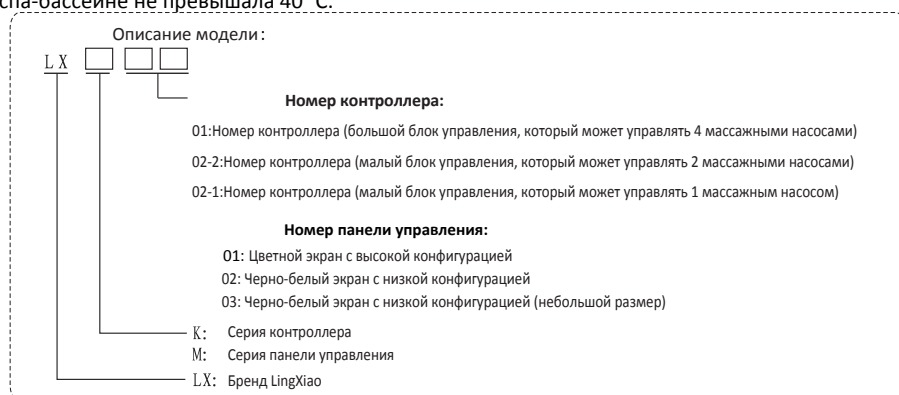 спа-бассейне не превышала 40 °C.
Описание модели:
LX
Номер контроллера:
01:Номер контроллера (большой блок управления, который может управлять 4 массажными насосами)
02-2:Номер контроллера (малый блок управления, который может управлять 2 массажными насосами)
02-1:Номер контроллера (малый блок управления, который может управлять 1 массажным насосом)
Номер панели управления:
01: Цветной экран с высокой конфигурацией
02: Черно-белый экран с низкой конфигурацией
03: Черно-белый экран с низкой конфигурацией (небольшой размер)
K: Серия контроллера
M: Серия панели управления
LX: Бренд LingXiao